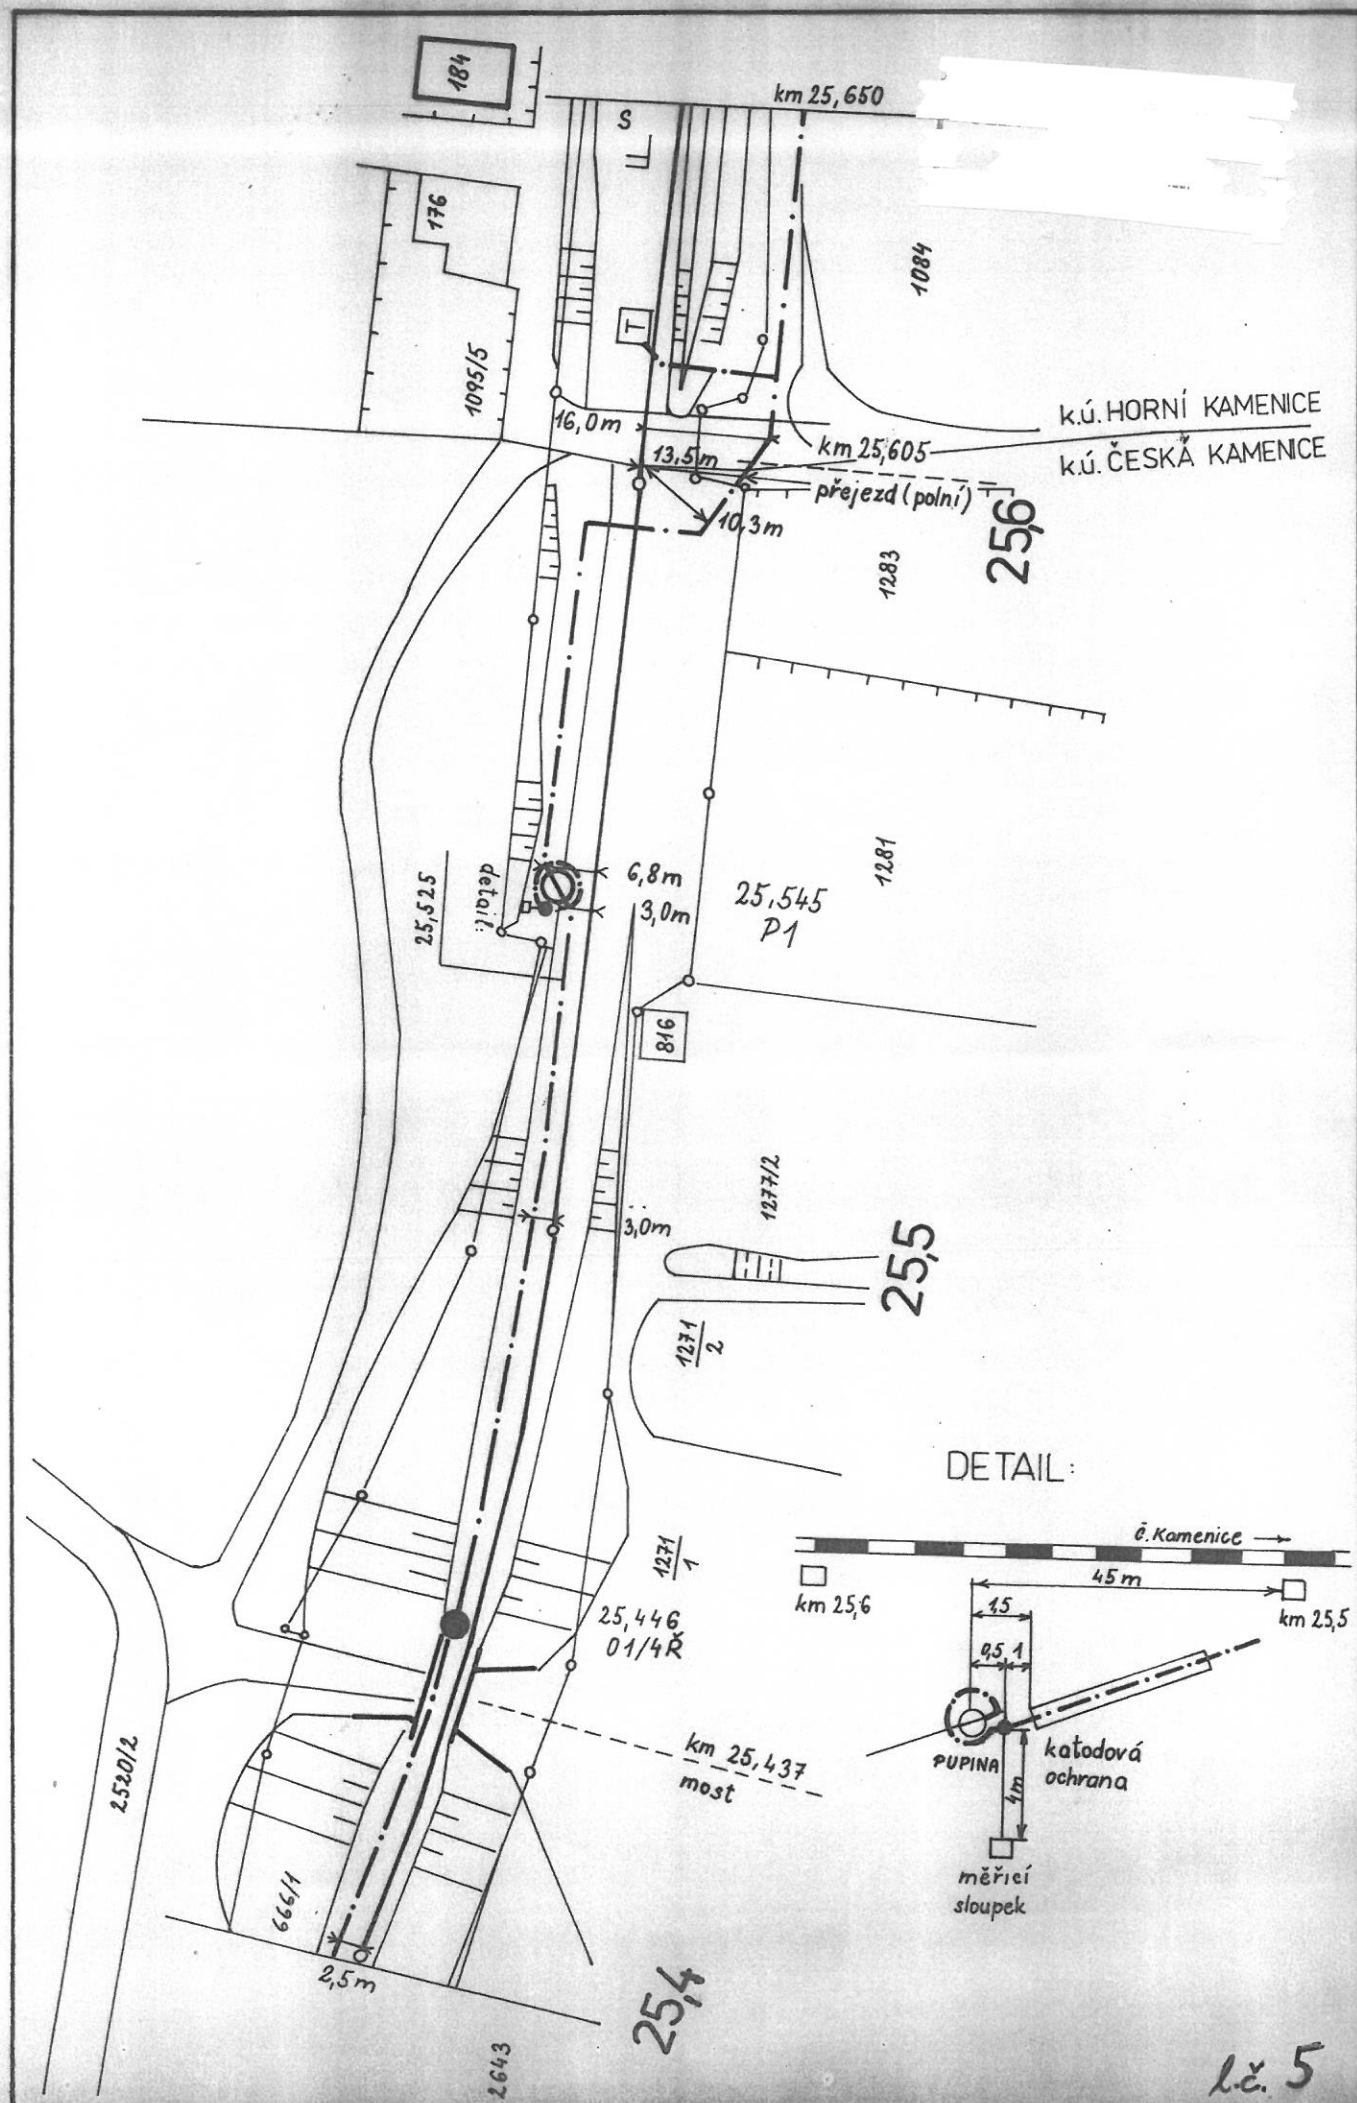 184
km 25,650
S
176
1084
T
1095/5
k.ú. HORNÍ KAMENICE
16,0m
km 25,605
k.ú. ČESKÁ KAMENICE
13,5m
přejezd (polní)
10,3m
25,6
1283
1281
6,8m
detail:
25,525
3,0m
25,545
P1
816
1277/2
3,0m
25,5
1271
2
DETAIL:
č. Kamenice
45m
km 25,6
km 25,5
1271
1
1,5
25,446
01/4Ř
0,5 1
km 25,437
most
PUPINA
katodová
ochrana
4m
2520/2
měřicí
sloupek
666/1
2,5m
25,4
2643
l.č. 5